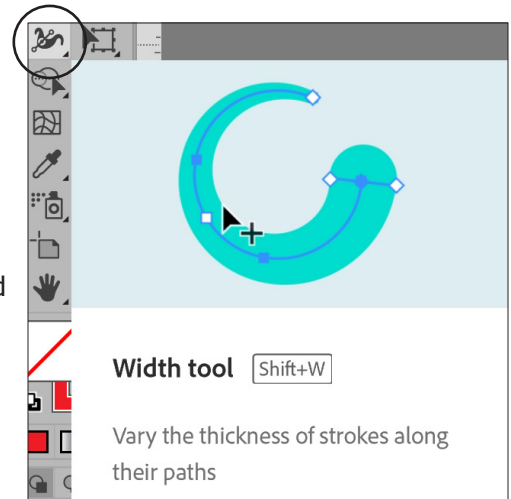 d
Width tool Shift+W
Vary the thickness of strokes along
their paths